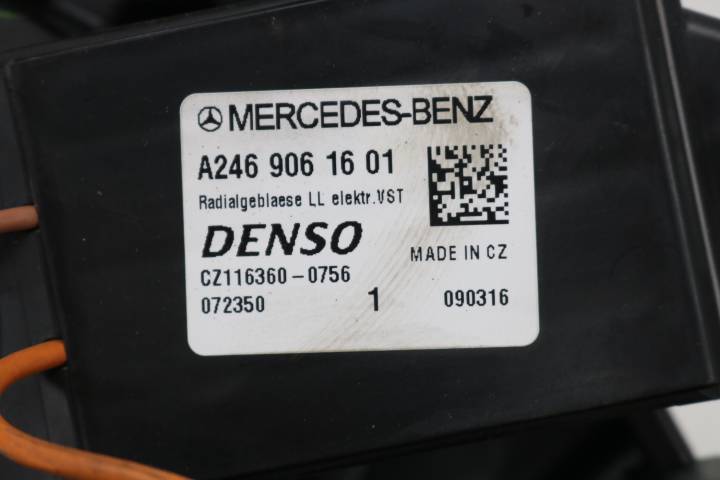 MERCEDES-BENZ
A246 906 16 01
Radialgeblaese LL elektr.VST
DENSO
MADE IN CZ
CZ116360-0756
072350 1 090316